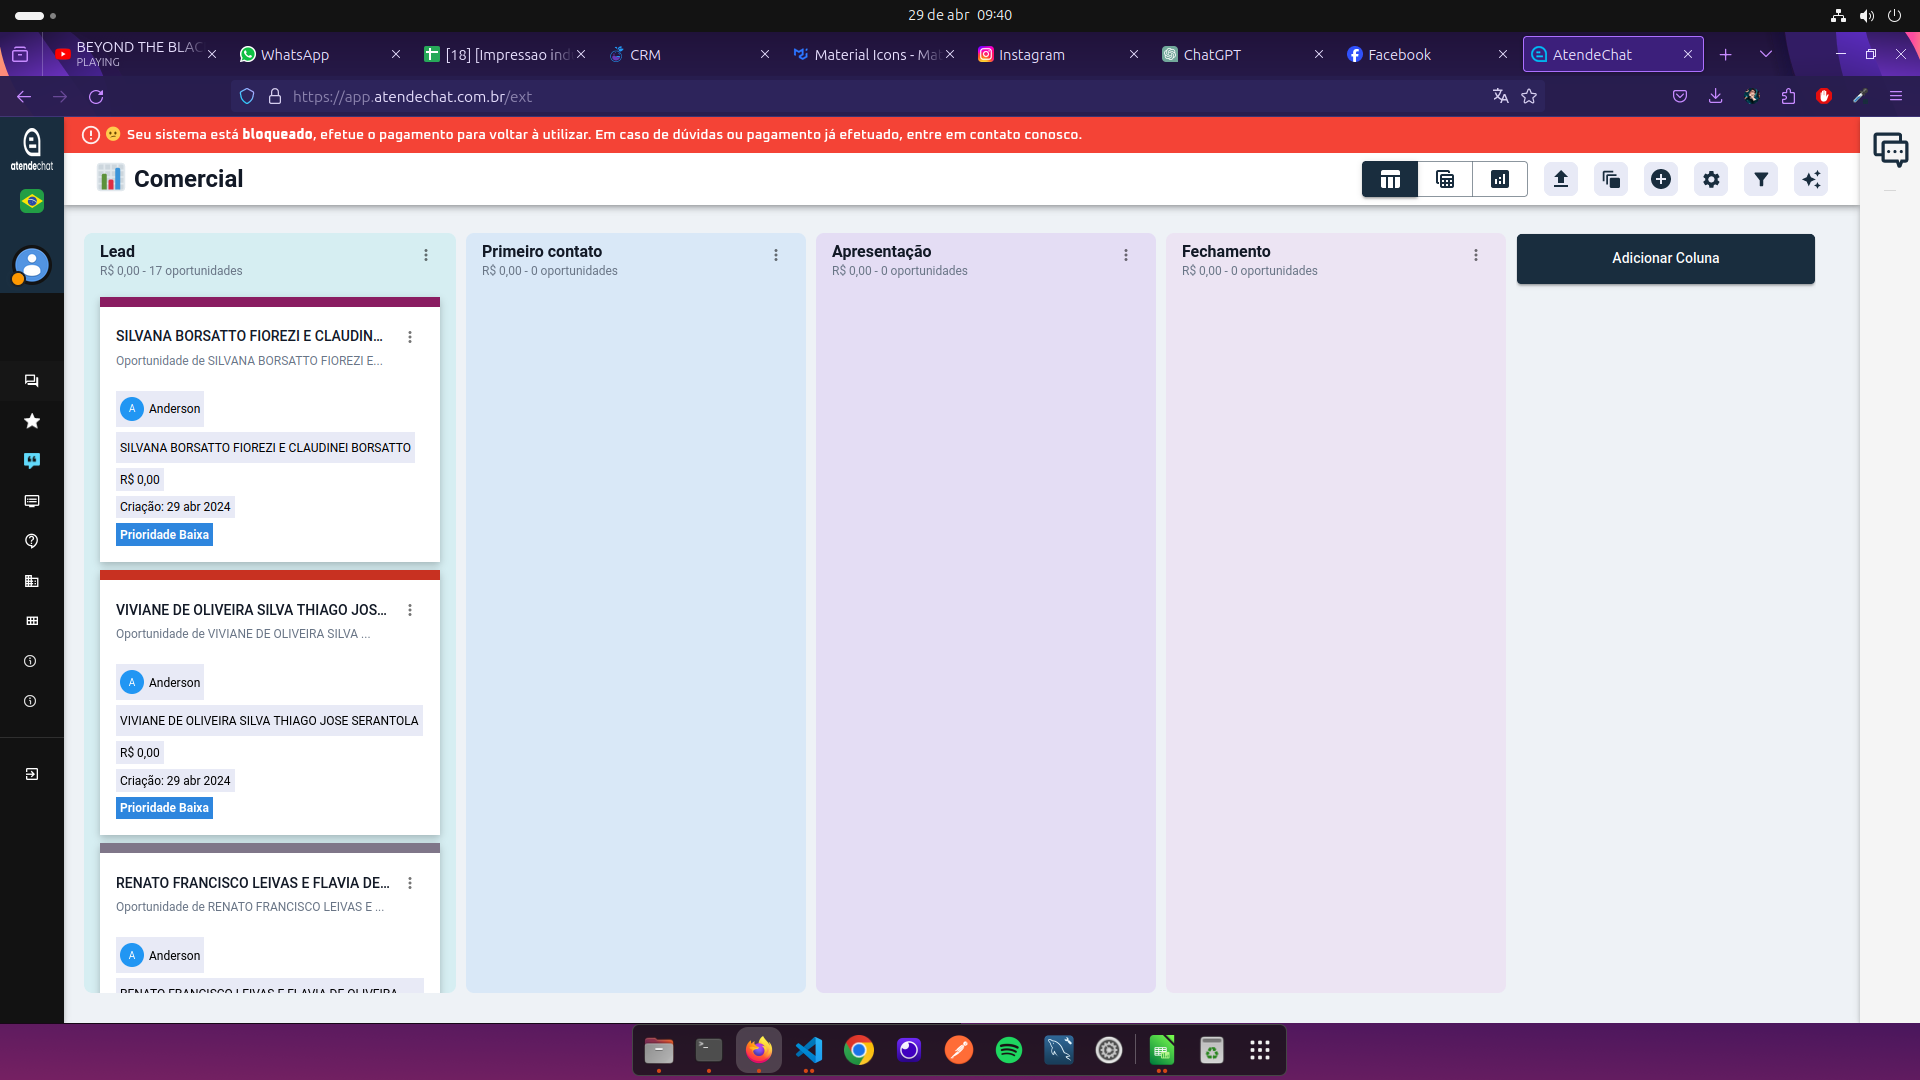 29 de abr 09:40
BEYOND THE BLAC
PLAYING
WhatsApp
[18] [Impressao ind
CRM
Material Icons - Mat
Instagram
ChatGPT
Facebook
AtendeChat
https://app.atendechat.com.br/ext
atendechat
Seu sistema está bloqueado, efetue o pagamento para voltar à utilizar. Em caso de dúvidas ou pagamento já efetuado, entre em contato conosco.
Comercial
Lead
R$ 0,00 - 17 oportunidades
Primeiro contato
R$ 0,00 - 0 oportunidades
Apresentação
R$ 0,00 - 0 oportunidades
Fechamento
R$ 0,00 - 0 oportunidades
Adicionar Coluna
SILVANA BORSATTO FIOREZI E CLAUDIN...
Oportunidade de SILVANA BORSATTO FIOREZI E...
A Anderson
SILVANA BORSATTO FIOREZI E CLAUDINEI BORSATTO
R$ 0,00
Criação: 29 abr 2024
Prioridade Baixa
VIVIANE DE OLIVEIRA SILVA THIAGO JOS...
Oportunidade de VIVIANE DE OLIVEIRA SILVA ...
A Anderson
VIVIANE DE OLIVEIRA SILVA THIAGO JOSE SERANTOLA
R$ 0,00
Criação: 29 abr 2024
Prioridade Baixa
RENATO FRANCISCO LEIVAS E FLAVIA DE...
Oportunidade de RENATO FRANCISCO LEIVAS E ...
A Anderson
RENATO FRANCISCO LEIVAS E FLAVIA DE OLIVEIRA